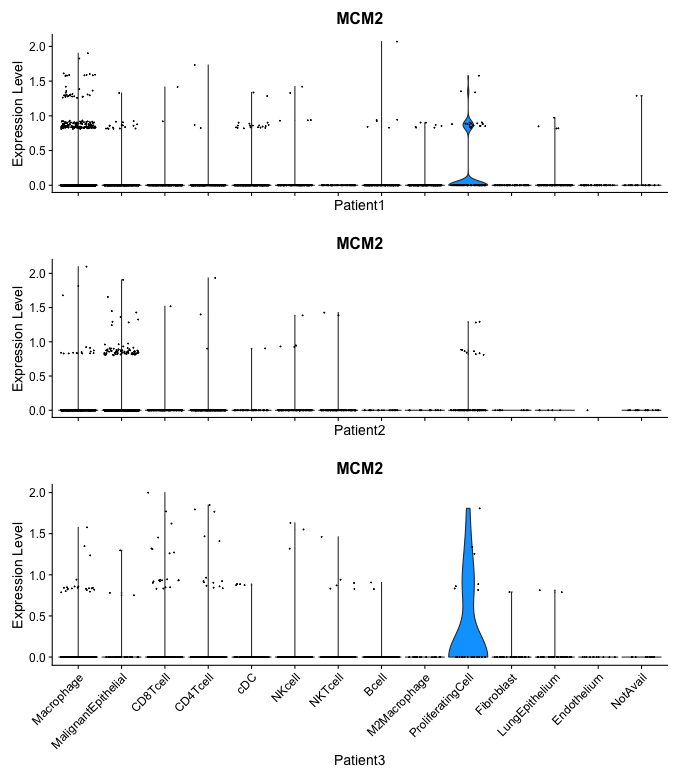 MCM2
Expression Level
2.0
1.5
1.0
0.5
0.0
Patient1
MCM2
Expression Level
2.0
1.5
1.0
0.5
0.0
Patient2
MCM2
Expression Level
2.0
1.5
1.0
0.5
0.0
Macrophage
MalignantEpithelial
CD8Tcell
CD4Tcell
cDC
NKcell
NKTcell
Bcell
M2Macrophage
ProliferatingCell
Fibroblast
LungEpithelium
Endothelium
NotAvail
Patient3